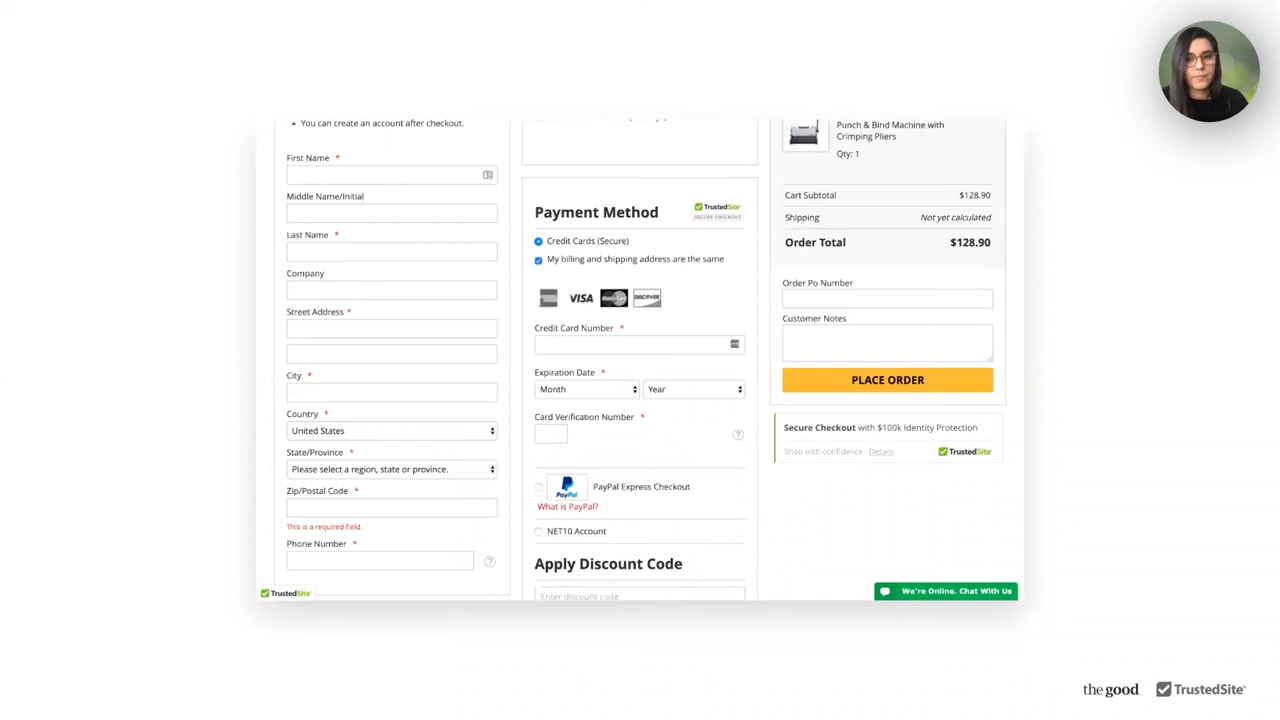 You can create an account after checkout.
First Name *
Middle Name/Initial
Last Name *
Company
Street Address *
City *
Country *
United States
State/Province *
Please select a region, state or province.
Zip/Postal Code *
This is a required field.
Phone Number *
?
TrustedSite
Payment Method
TrustedSite
SECURE CHECKOUT
Credit Cards (Secure)
My billing and shipping address are the same
VISA
MasterCard
DISCOVER
Credit Card Number *
Expiration Date *
Month
Year
Card Verification Number *
?
PayPal
PayPal Express Checkout
What is PayPal?
NET10 Account
Apply Discount Code
Enter discount code
Punch & Bind Machine with
Crimping Pliers
Qty: 1
Cart Subtotal $128.90
Shipping Not yet calculated
Order Total $128.90
Order Po Number
Customer Notes
PLACE ORDER
Secure Checkout with $100k Identity Protection
Shop with confidence. Details
TrustedSite
We're Online. Chat With Us
the good
TrustedSite